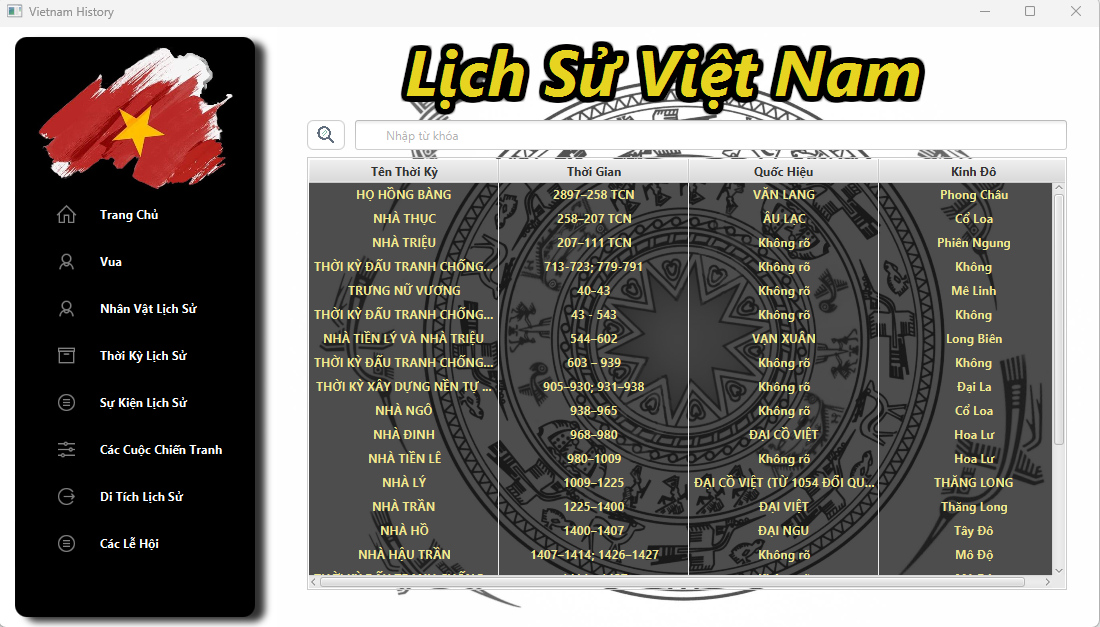 Vietnam History
Lịch Sử Việt Nam
Trang Chủ
Vua
Nhân Vật Lịch Sử
Thời Kỳ Lịch Sử
Sự Kiện Lịch Sử
Các Cuộc Chiến Tranh
Di Tích Lịch Sử
Các Lễ Hội
Nhập từ khóa
Tên Thời Kỳ Thời Gian Quốc Hiệu Kinh Đô
HỌ HỒNG BÀNG 2897–258 TCN VĂN LANG Phong Châu
NHÀ THỤC 258–207 TCN ÂU LẠC Cổ Loa
NHÀ TRIỆU 207–111 TCN Không rõ Phiên Ngung
THỜI KỲ ĐẤU TRANH CHỐNG... 713-723; 779-791 Không rõ Không
TRƯNG NỮ VƯƠNG 40–43 Không rõ Mê Linh
THỜI KỲ ĐẤU TRANH CHỐNG... 43 - 543 Không rõ Không
NHÀ TIỀN LÝ VÀ NHÀ TRIỆU 544–602 VẠN XUÂN Long Biên
THỜI KỲ ĐẤU TRANH CHỐNG... 603 – 939 Không rõ Không
THỜI KỲ XÂY DỰNG NỀN TỰ ... 905–930; 931–938 Không rõ Đại La
NHÀ NGÔ 938–965 Không rõ Cổ Loa
NHÀ ĐINH 968–980 ĐẠI CỒ VIỆT Hoa Lư
NHÀ TIỀN LÊ 980–1009 Không rõ Hoa Lư
NHÀ LÝ 1009–1225 ĐẠI CỒ VIỆT (TỪ 1054 ĐỔI QU... THĂNG LONG
NHÀ TRẦN 1225–1400 ĐẠI VIỆT Thăng Long
NHÀ HỒ 1400–1407 ĐẠI NGU Tây Đô
NHÀ HẬU TRẦN 1407–1414; 1426–1427 Không rõ Mô Độ